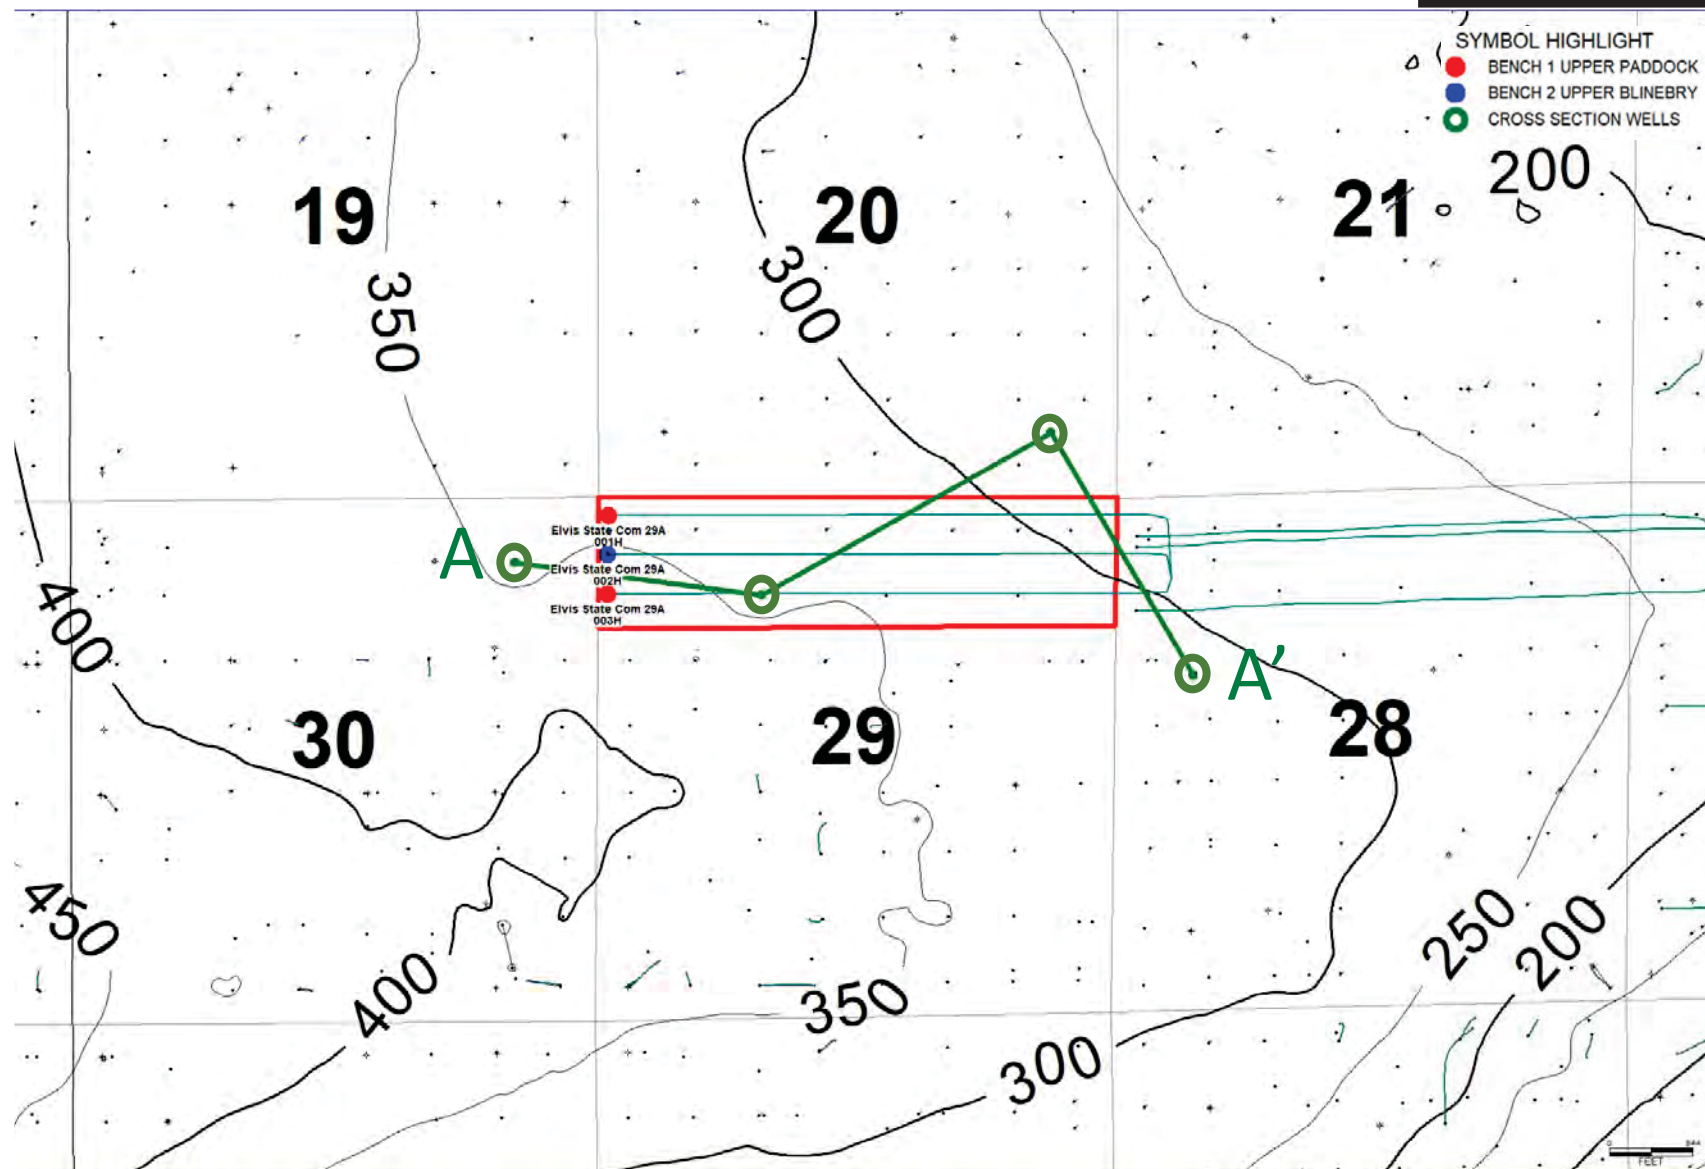 SYMBOL HIGHLIGHT
BENCH 1 UPPER PADDOCK
BENCH 2 UPPER BLINEBRY
CROSS SECTION WELLS
200
19
20
21
350
300
A
Elvis State Com 29A
001H
Elvis State Com 29A
002H
Elvis State Com 29A
003H
A'
400
30
29
28
450
400
350
300
250
200
0
FEET